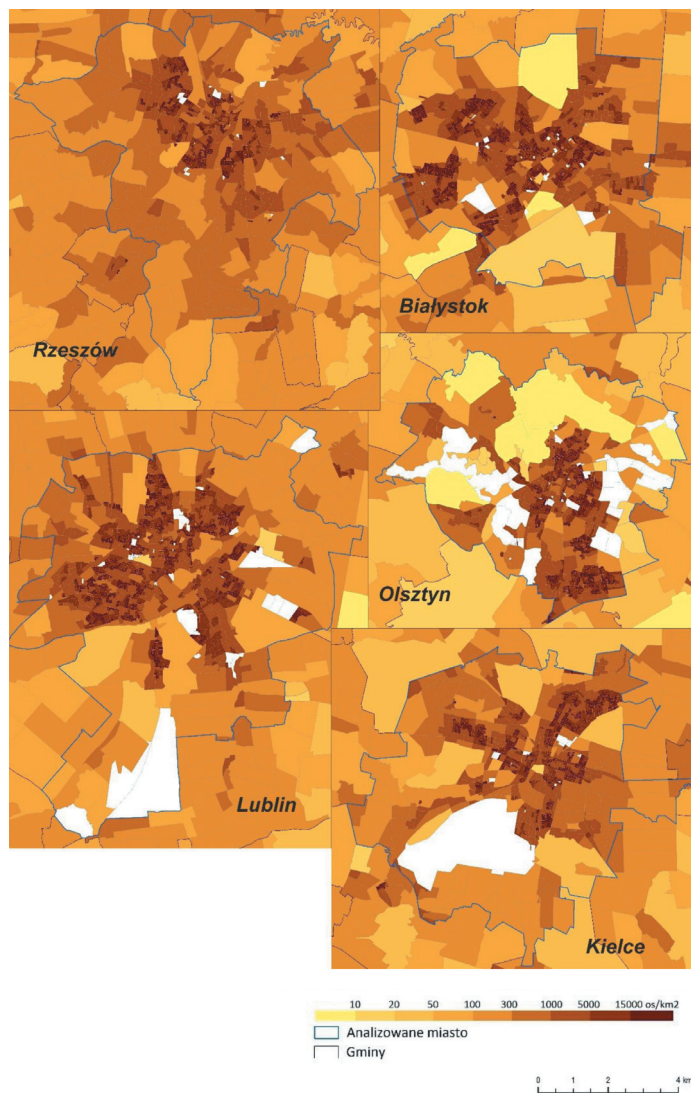 Rzeszów
Białystok
Olsztyn
Lublin
Kielce
10 20 50 100 300 1000 5000 15000 os/km2
Analizowane miasto
Gminy
0 1 2 4 km